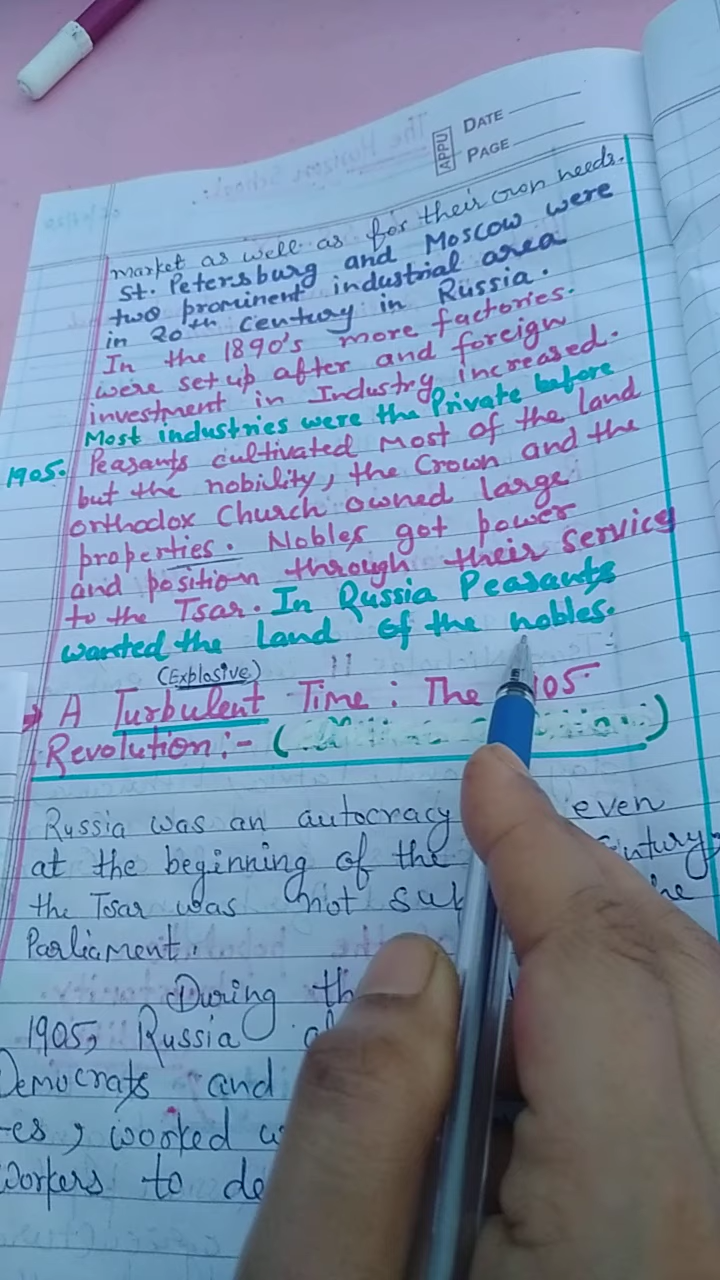 APPU
DATE
PAGE
market as well as for their own needs.
St. Petersburg and Moscow were
two prominent industrial area
in 20th Century in Russia.
In the 1890's more factories.
were set up after and foreign
investment in Industry increased.
Most industries were the Private before
1905. Peasants cultivated most of the land
but the nobility, the Crown and the
orthodox Church owned large
properties. Nobles got power
and position through their service
to the Tsar. In Russia Peasants
wanted the land of the nobles.
(Explosive)
A Turbulent Time : The 1905
Revolution :- (
Russia was an autocracy even
at the beginning of the
the Tsar was not
Parliament.
During
1905, Russia
Democrats and
-es, worked
workers to